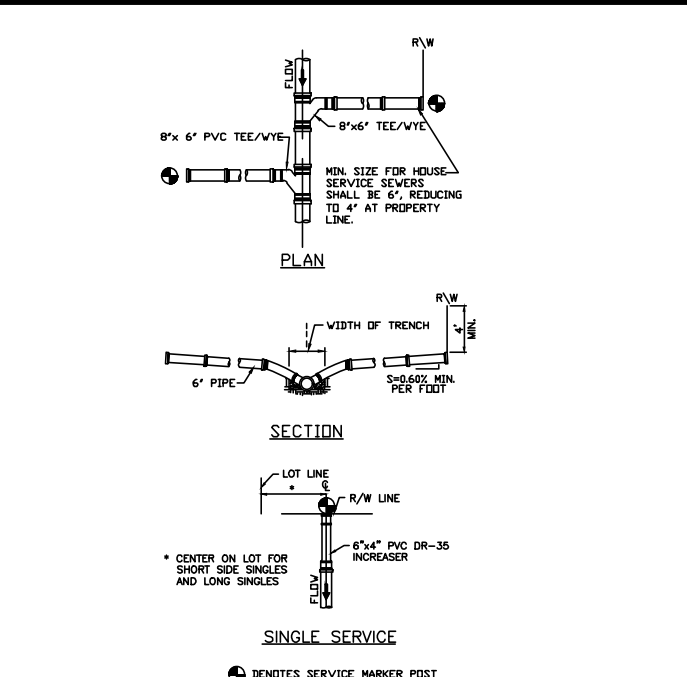 R\W
FLOW
8"x6" TEE/WYE
8"x 6" PVC TEE/WYE
MIN. SIZE FOR HOUSE
SERVICE SEWERS
SHALL BE 6", REDUCING
TO 4" AT PROPERTY
LINE.
PLAN
R\W
WIDTH OF TRENCH
4'
MIN.
6" PIPE
S=0.60% MIN.
PER FOOT
SECTION
LOT LINE
*
℄
R/W LINE
6"x4" PVC DR-35
INCREASER
* CENTER ON LOT FOR
SHORT SIDE SINGLES
AND LONG SINGLES
FLOW
SINGLE SERVICE
DENOTES SERVICE MARKER POST